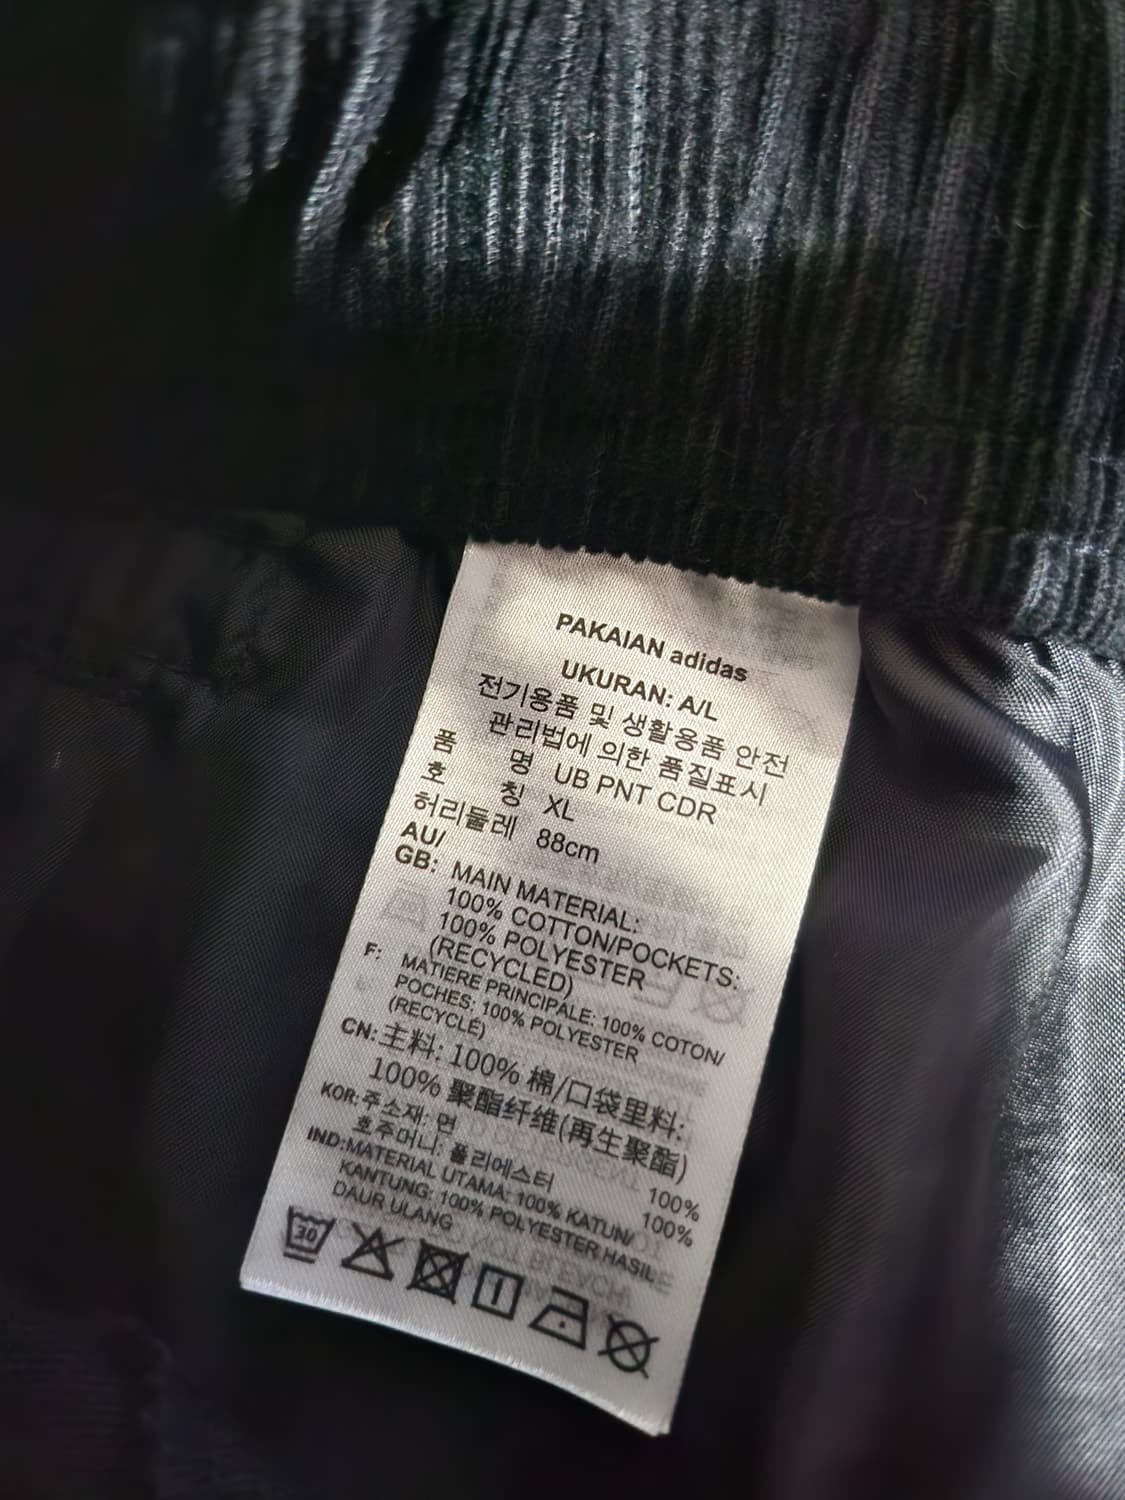 PAKAIAN adidas
UKURAN: A/L
전기용품 및 생활용품 안전
관리법에 의한 품질표시
품 명 UB PNT CDR
호 칭 XL
허리둘레 88cm
AU/
GB: MAIN MATERIAL:
100% COTTON/POCKETS:
100% POLYESTER
(RECYCLED)
F: MATIERE PRINCIPALE: 100% COTON/
POCHES: 100% POLYESTER
(RECYCLÉ)
CN: 主料: 100% 棉/口袋里料:
100% 聚酯纤维(再生聚酯)
KOR: 주소재: 면 100%
호주머니: 폴리에스터 100%
IND: MATERIAL UTAMA: 100% KATUN/
KANTUNG: 100% POLYESTER HASIL
DAUR ULANG
30